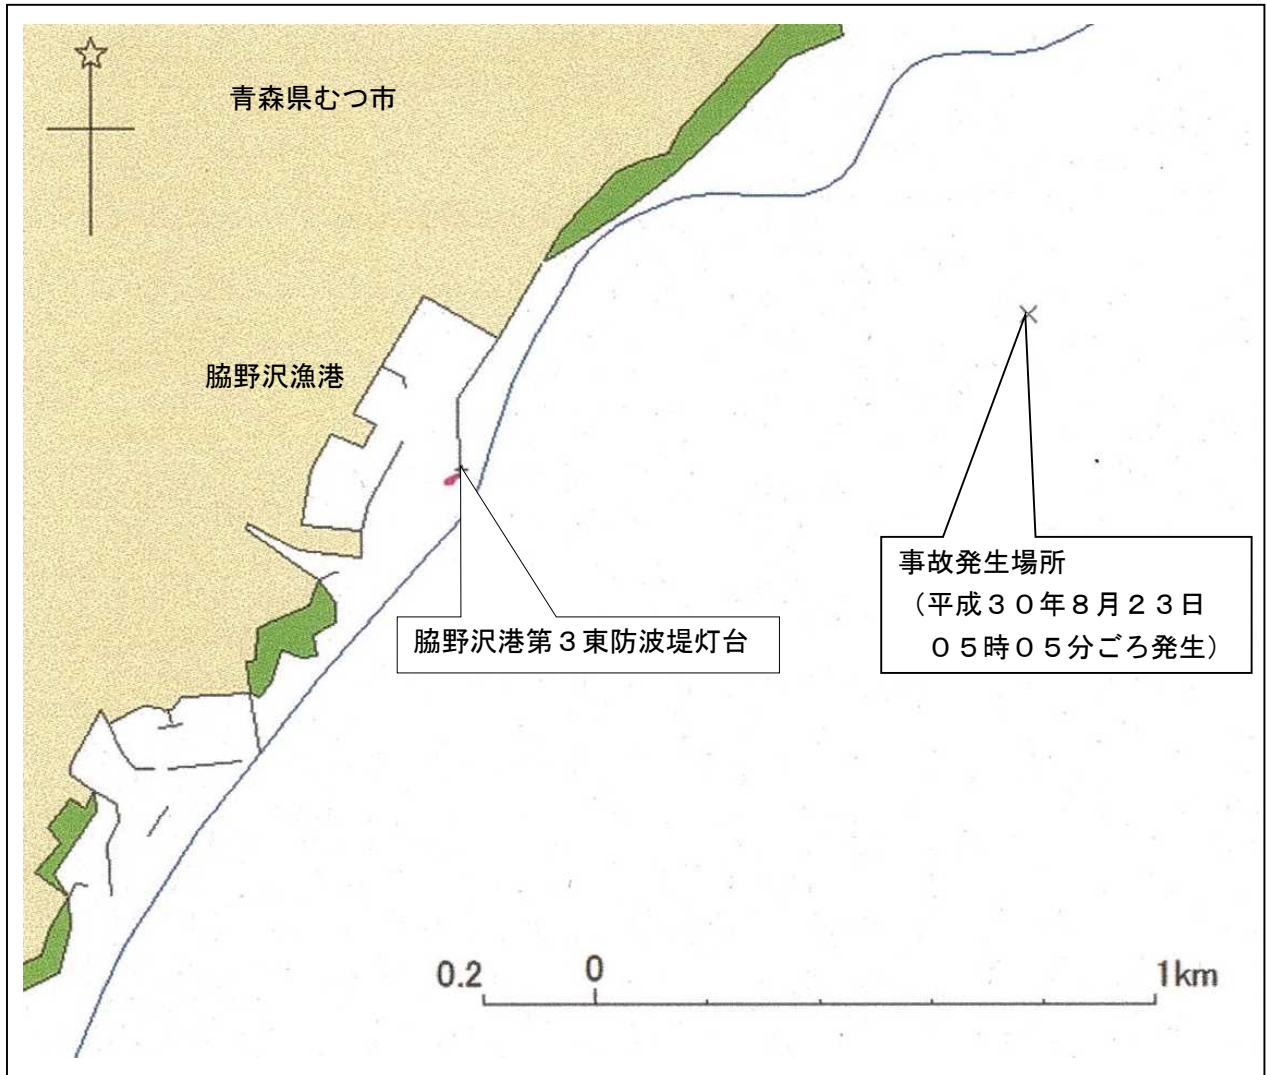 青森県むつ市
脇野沢漁港
事故発生場所
（平成３０年８月２３日
０５時０５分ごろ発生）
脇野沢港第３東防波堤灯台
0.2 0 1km